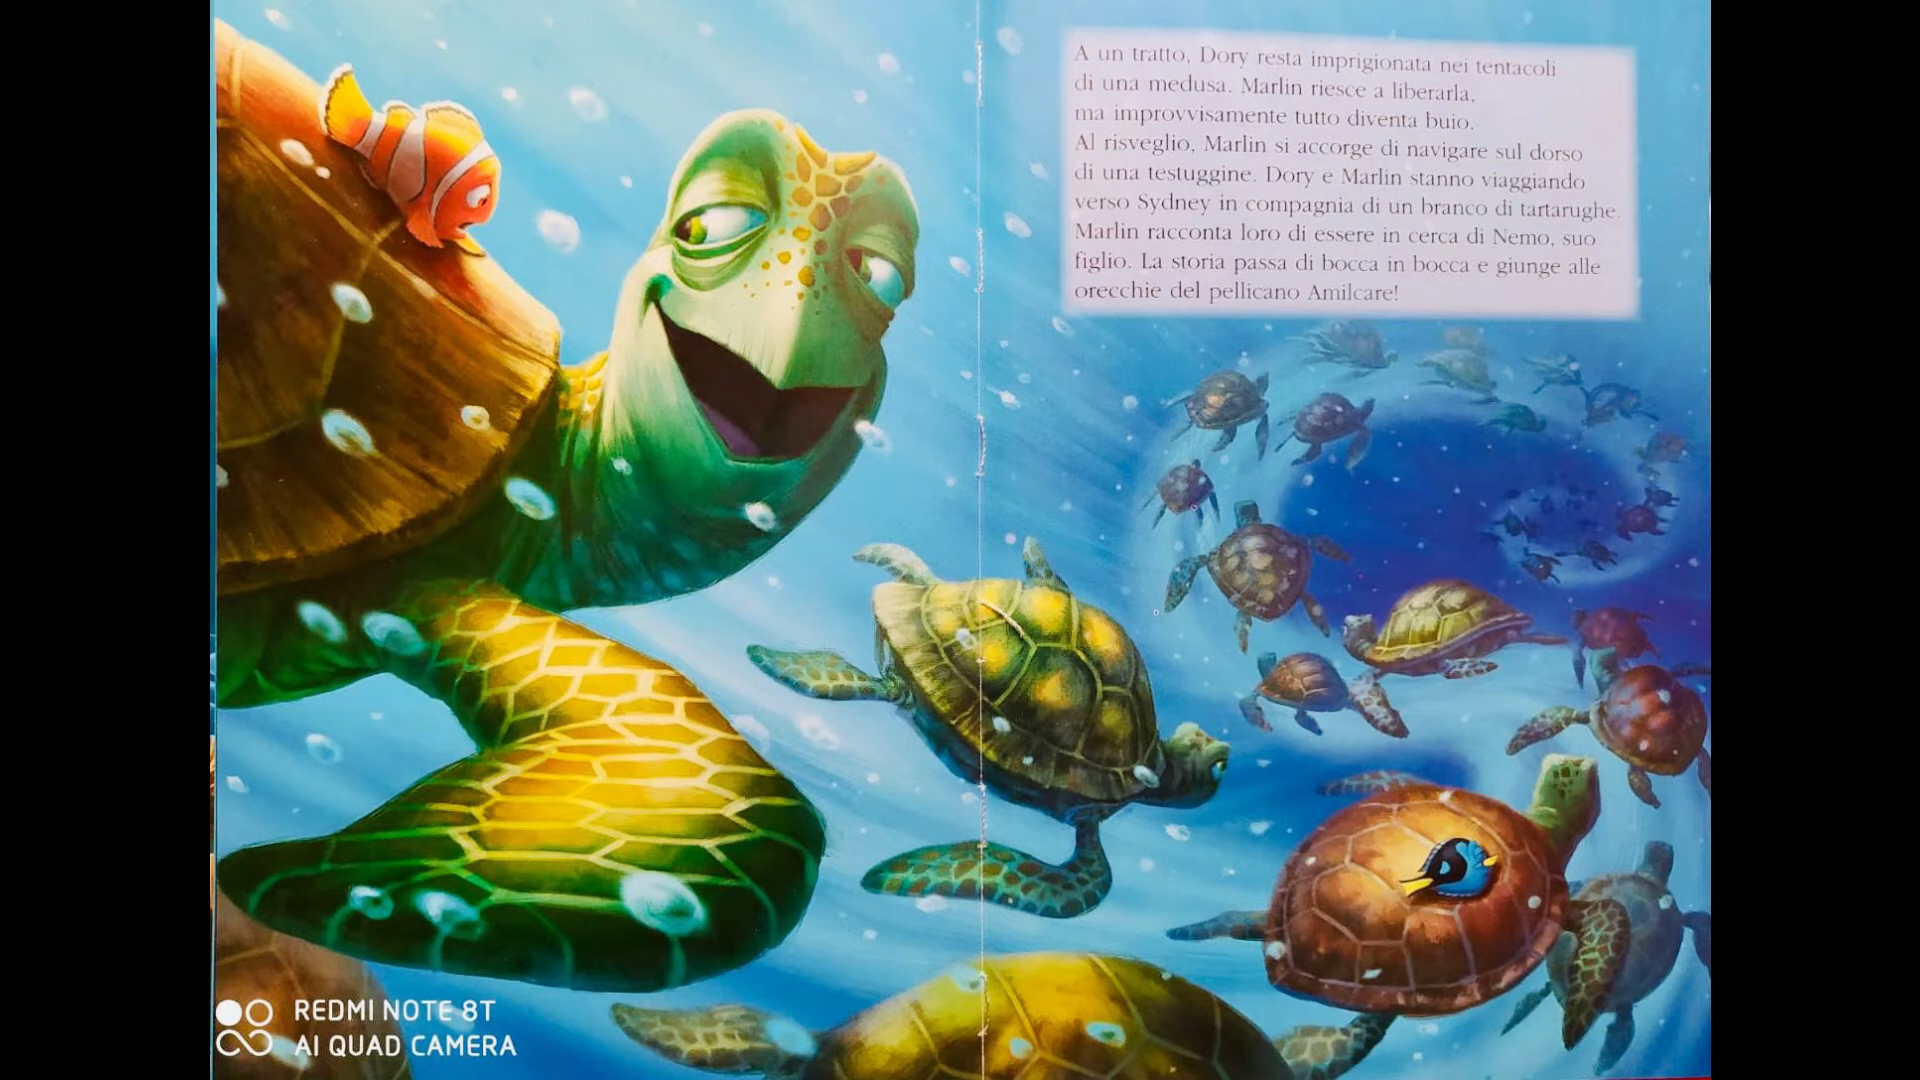 A un tratto, Dory resta imprigionata nei tentacoli
di una medusa. Marlin riesce a liberarla,
ma improvvisamente tutto diventa buio.
Al risveglio, Marlin si accorge di navigare sul dorso
di una testuggine. Dory e Marlin stanno viaggiando
verso Sydney in compagnia di un branco di tartarughe.
Marlin racconta loro di essere in cerca di Nemo, suo
figlio. La storia passa di bocca in bocca e giunge alle
orecchie del pellicano Amilcare!
REDMI NOTE 8T
AI QUAD CAMERA